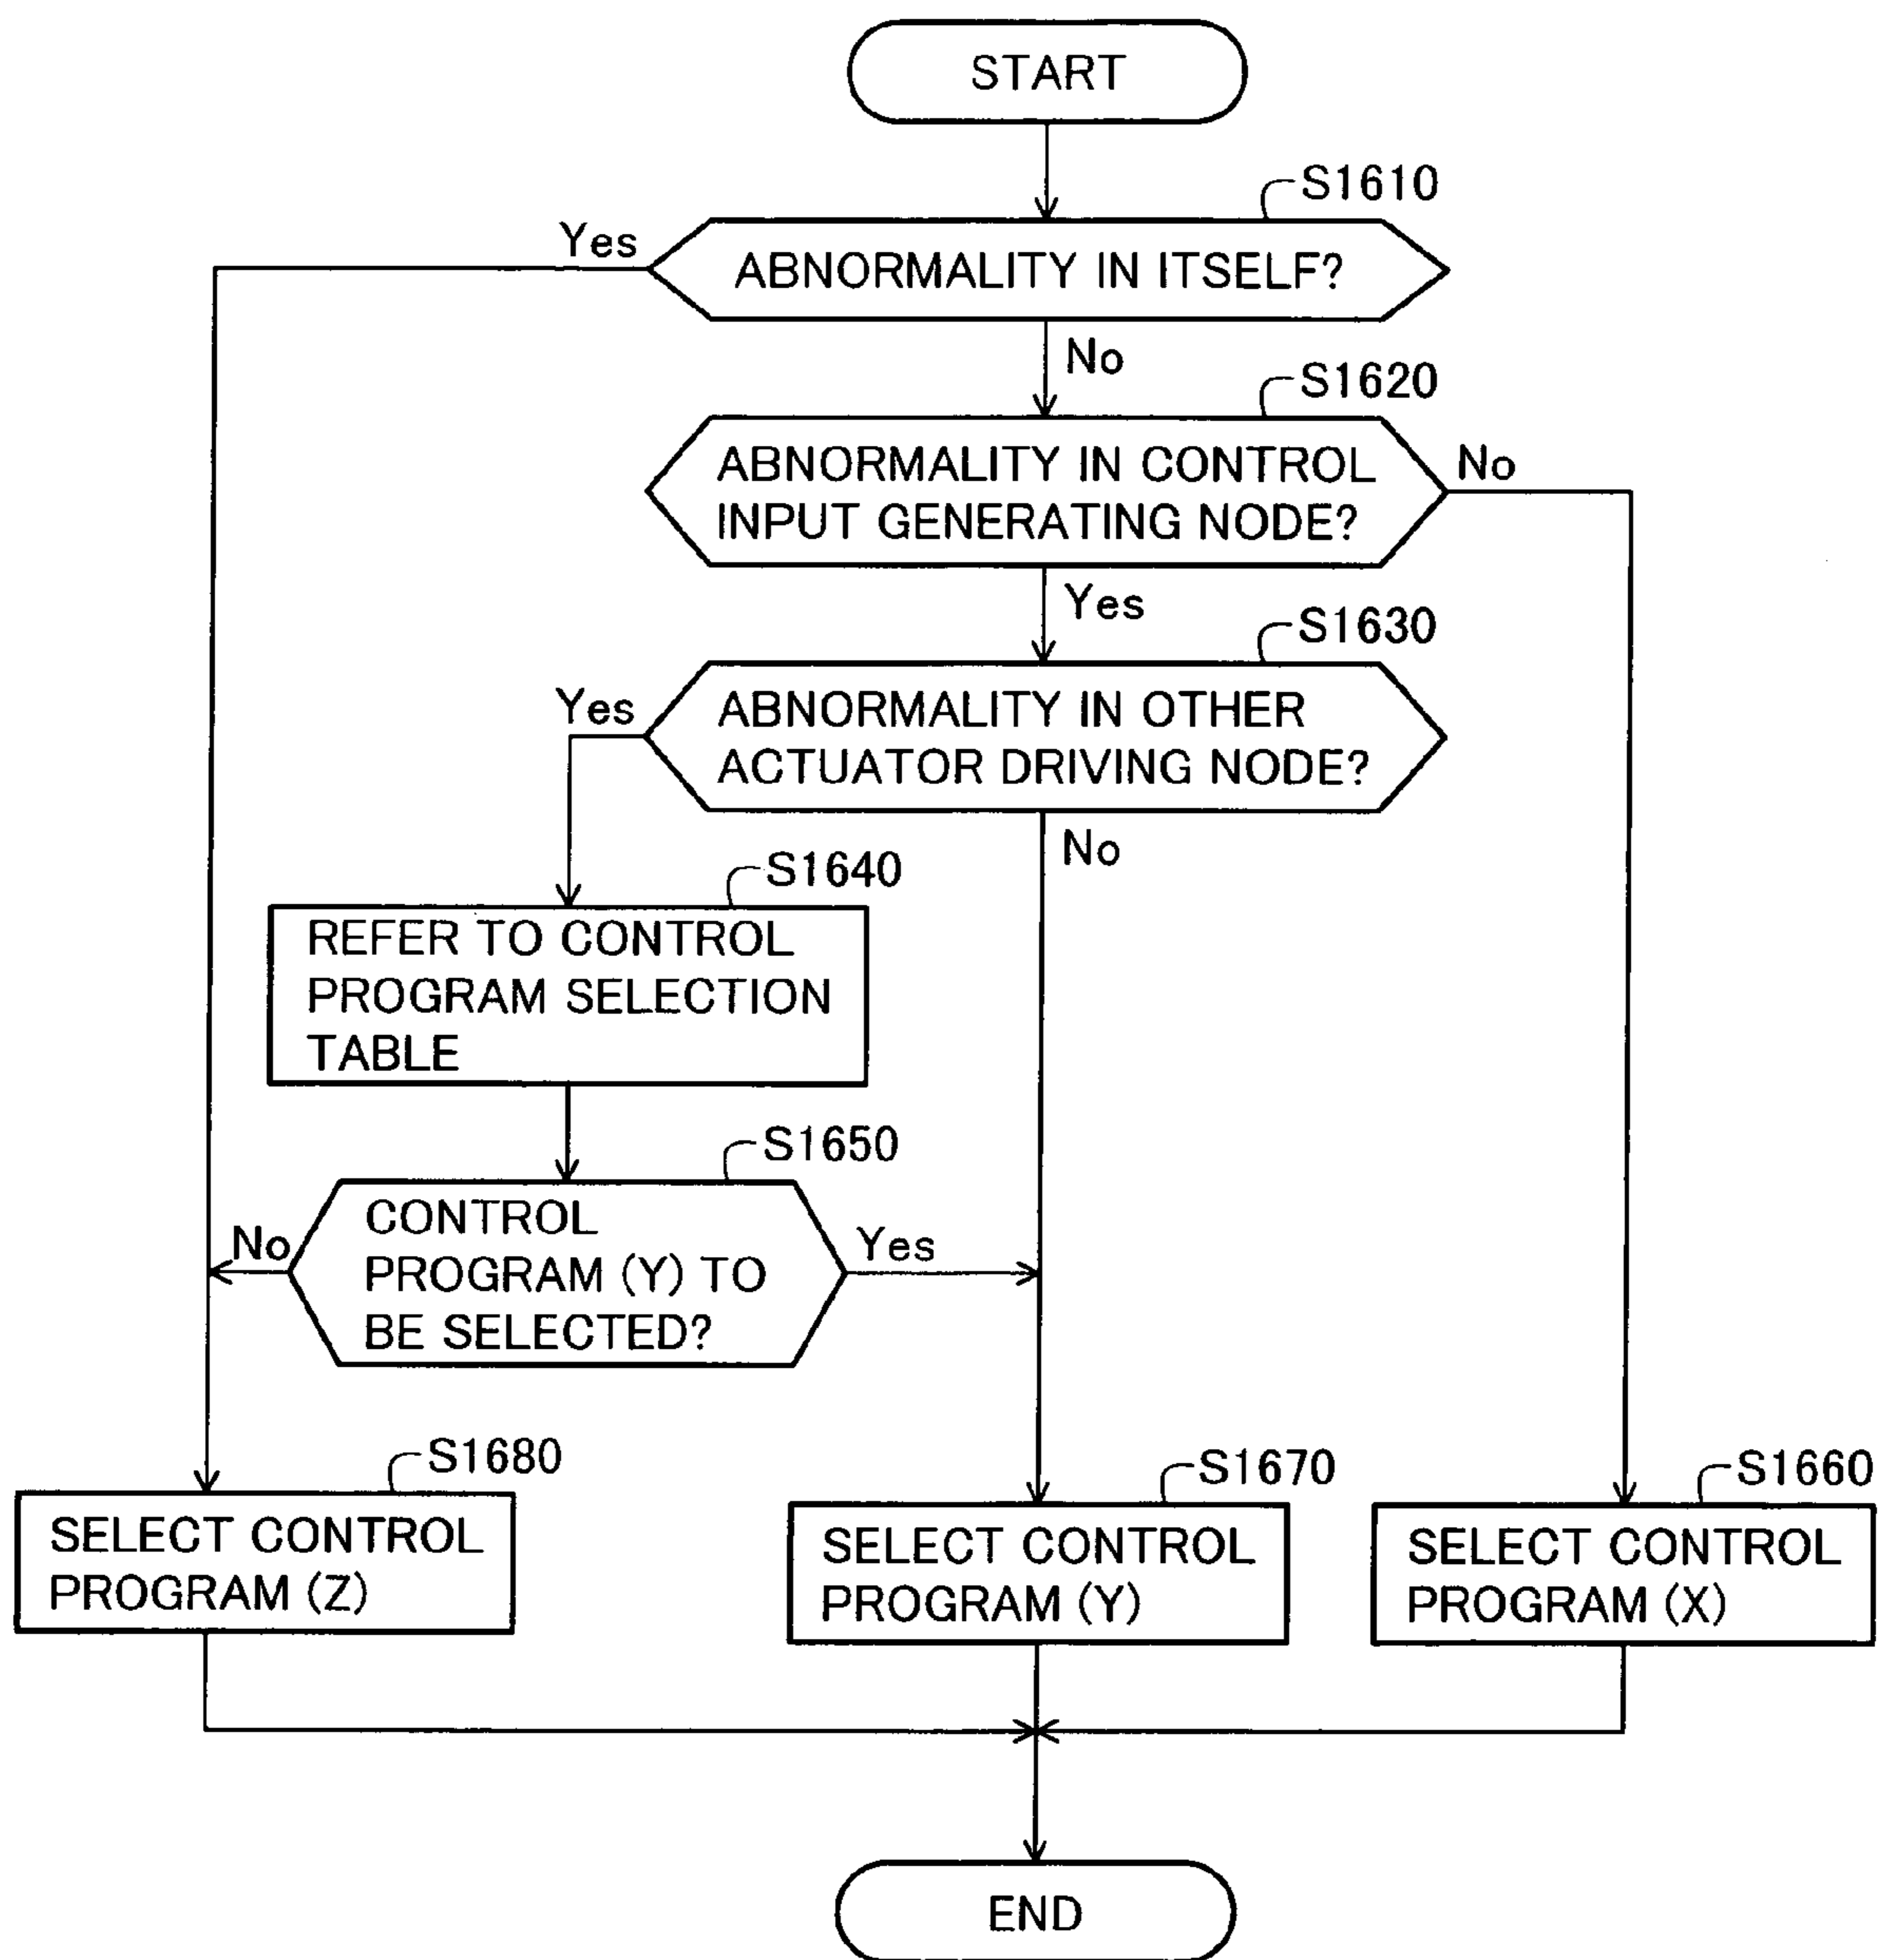 START
S1610
Yes
ABNORMALITY IN ITSELF?
No
S1620
ABNORMALITY IN CONTROL
INPUT GENERATING NODE?
No
Yes
S1630
Yes
ABNORMALITY IN OTHER
ACTUATOR DRIVING NODE?
No
S1640
REFER TO CONTROL
PROGRAM SELECTION
TABLE
S1650
No
CONTROL
PROGRAM (Y) TO
BE SELECTED?
Yes
S1680
SELECT CONTROL
PROGRAM (Z)
S1670
SELECT CONTROL
PROGRAM (Y)
S1660
SELECT CONTROL
PROGRAM (X)
END